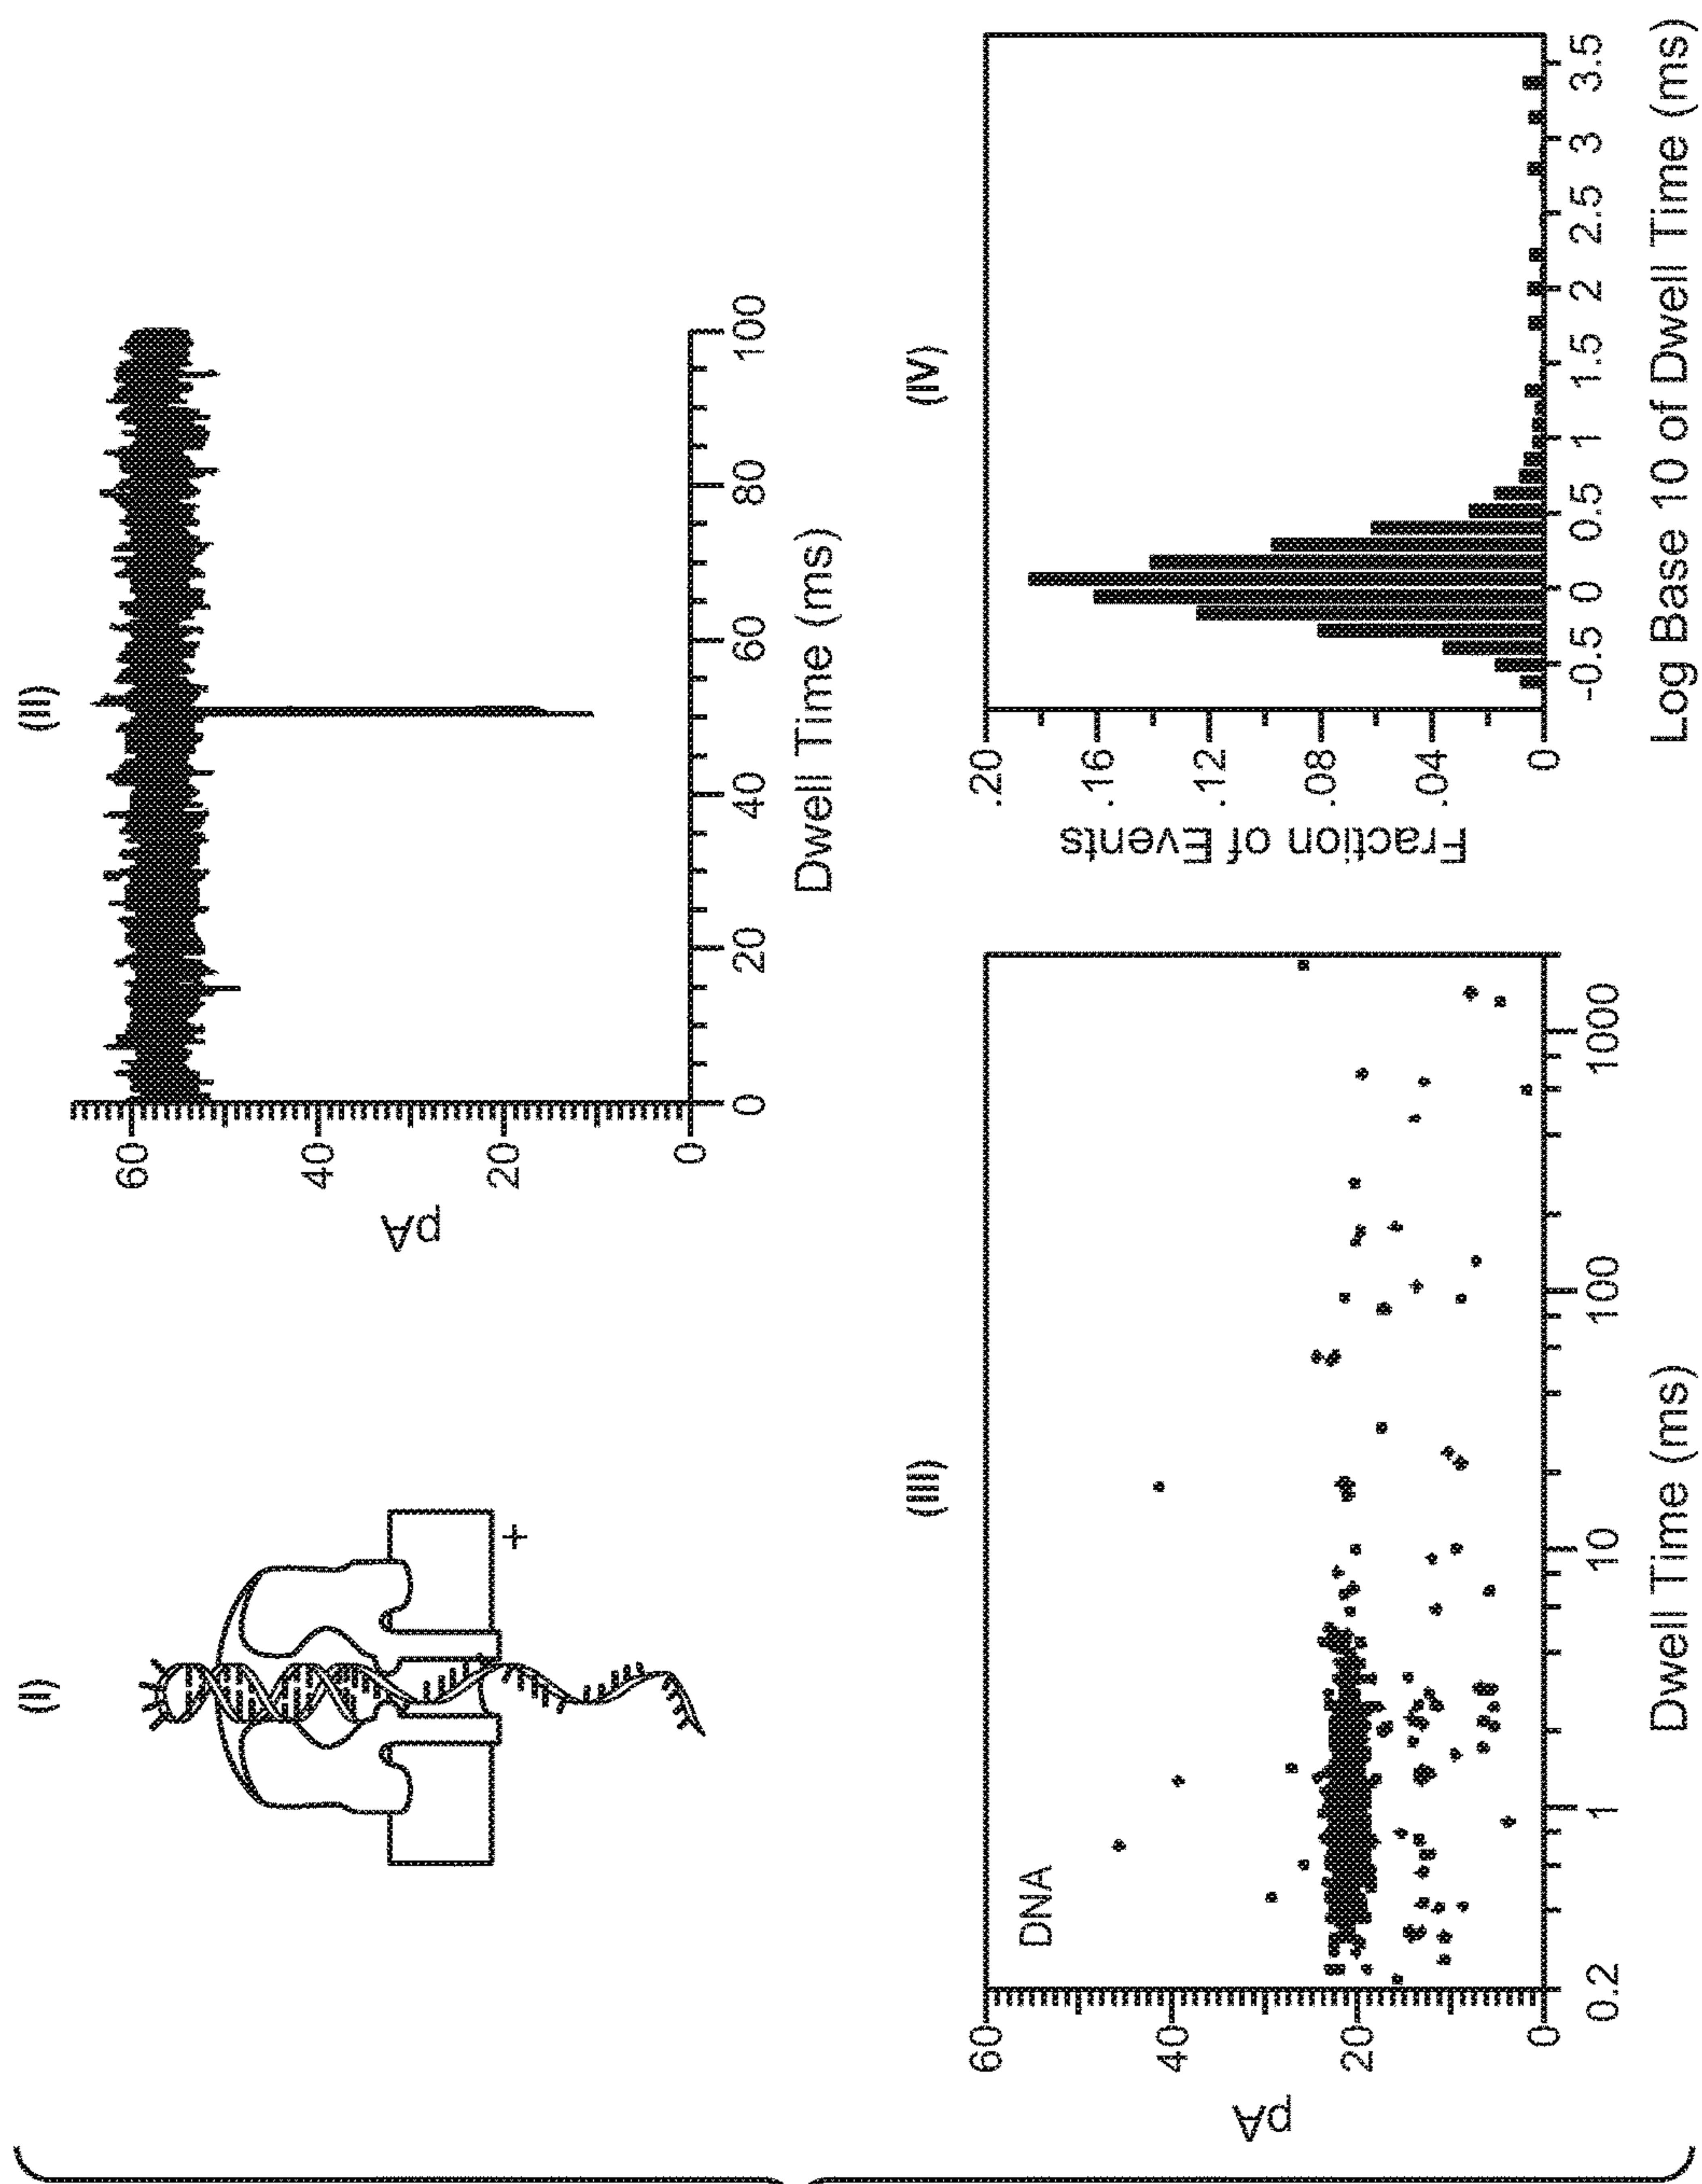 (I)
+
(II)
pA
60
40
20
0
0 20 40 60 80 100
Dwell Time (ms)
(III)
DNA
pA
60
40
20
0
0.2 1 10 100 1000
Dwell Time (ms)
(IV)
Fraction of Events
.20
.16
.12
.08
.04
0
-0.5 0 0.5 1 1.5 2 2.5 3 3.5
Log Base 10 of Dwell Time (ms)